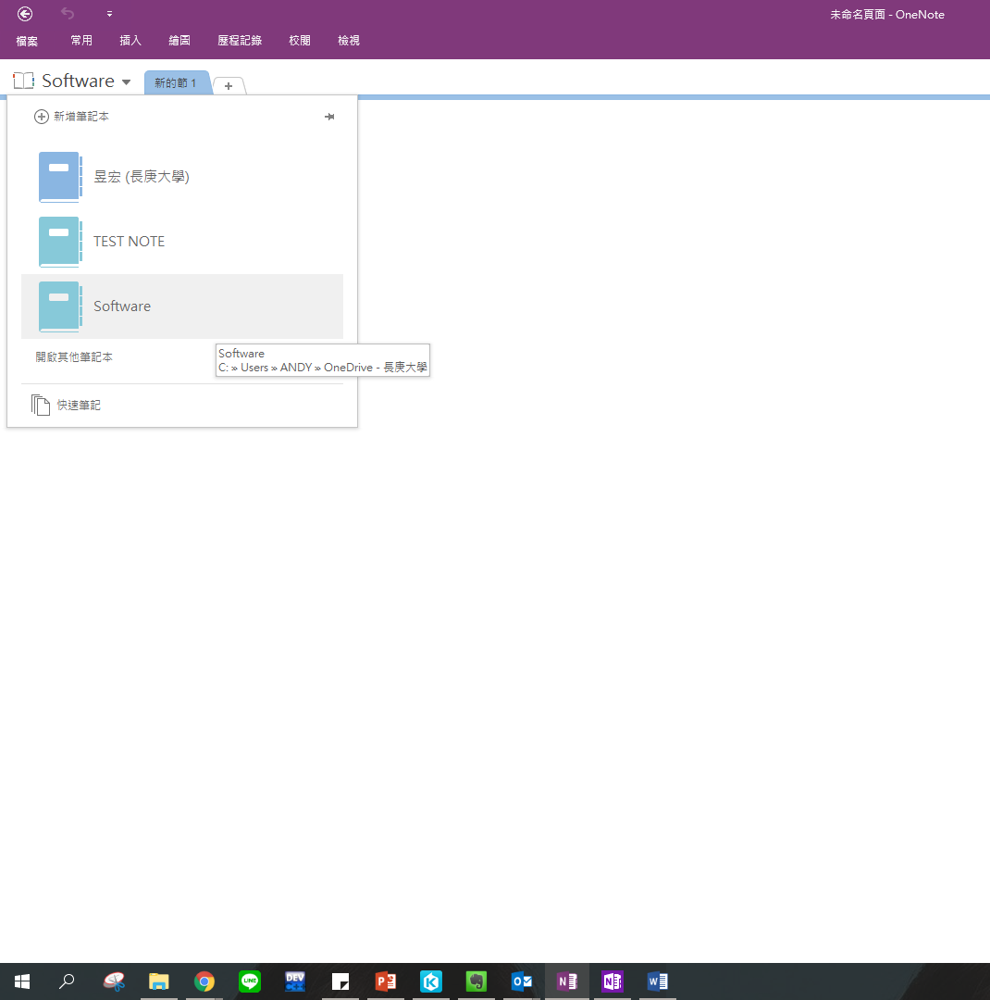 未命名頁面 - OneNote
檔案 常用 插入 繪圖 歷程記錄 校閱 檢視
Software 新的節 1 +
新增筆記本
昱宏 (長庚大學)
TEST NOTE
Software
開啟其他筆記本
Software
C: » Users » ANDY » OneDrive - 長庚大學
快速筆記
LINE
DEV
C++
P
K
O
N
N
W